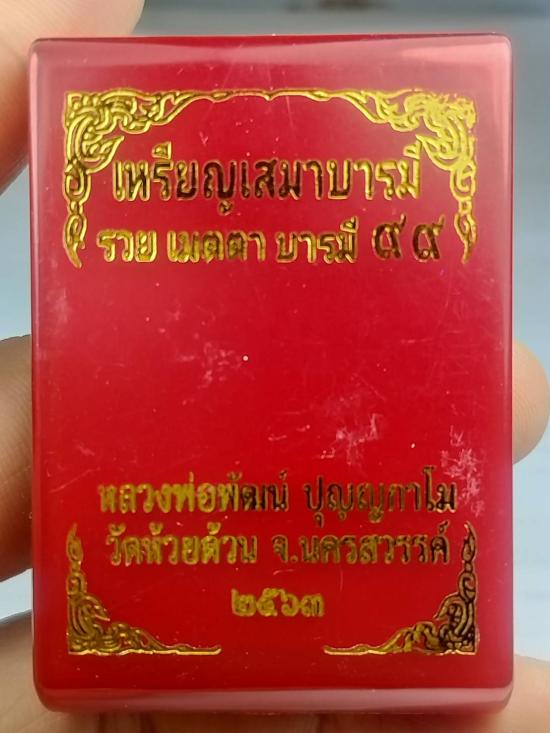 เหรียญเสมาบารมี
รวย เมตตา บารมี ๙๙
หลวงพ่อพัฒน์ ปุญญกาโม
วัดห้วยด้วน จ.นครสวรรค์
๒๕๖๓